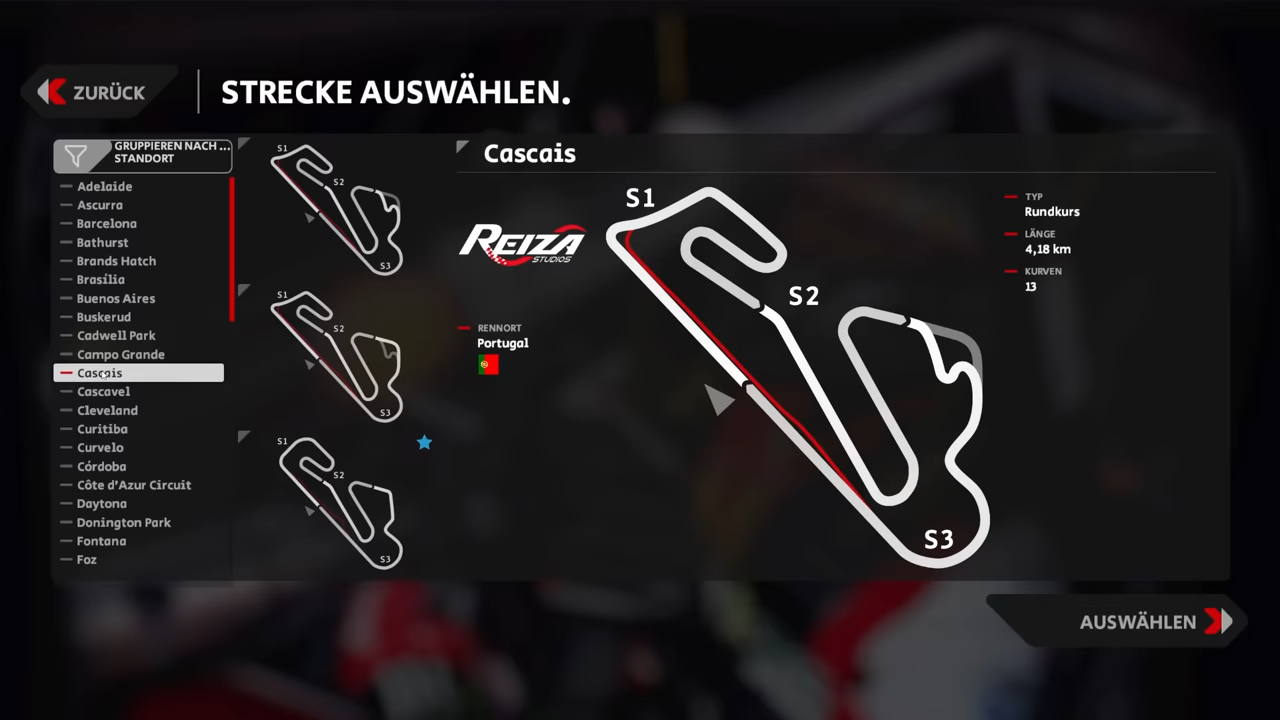 ZURÜCK
STRECKE AUSWÄHLEN.
GRUPPIEREN NACH ...
STANDORT
Adelaide
Ascurra
Barcelona
Bathurst
Brands Hatch
Brasília
Buenos Aires
Buskerud
Cadwell Park
Campo Grande
Cascais
Cascavel
Cleveland
Curitiba
Curvelo
Córdoba
Côte d'Azur Circuit
Daytona
Donington Park
Fontana
Foz
S1
S2
S3
S1
S2
S3
S1
S2
S3
Cascais
REIZA
STUDIOS
RENNORT
Portugal
S1
S2
S3
TYP
Rundkurs
LÄNGE
4,18 km
KURVEN
13
AUSWÄHLEN